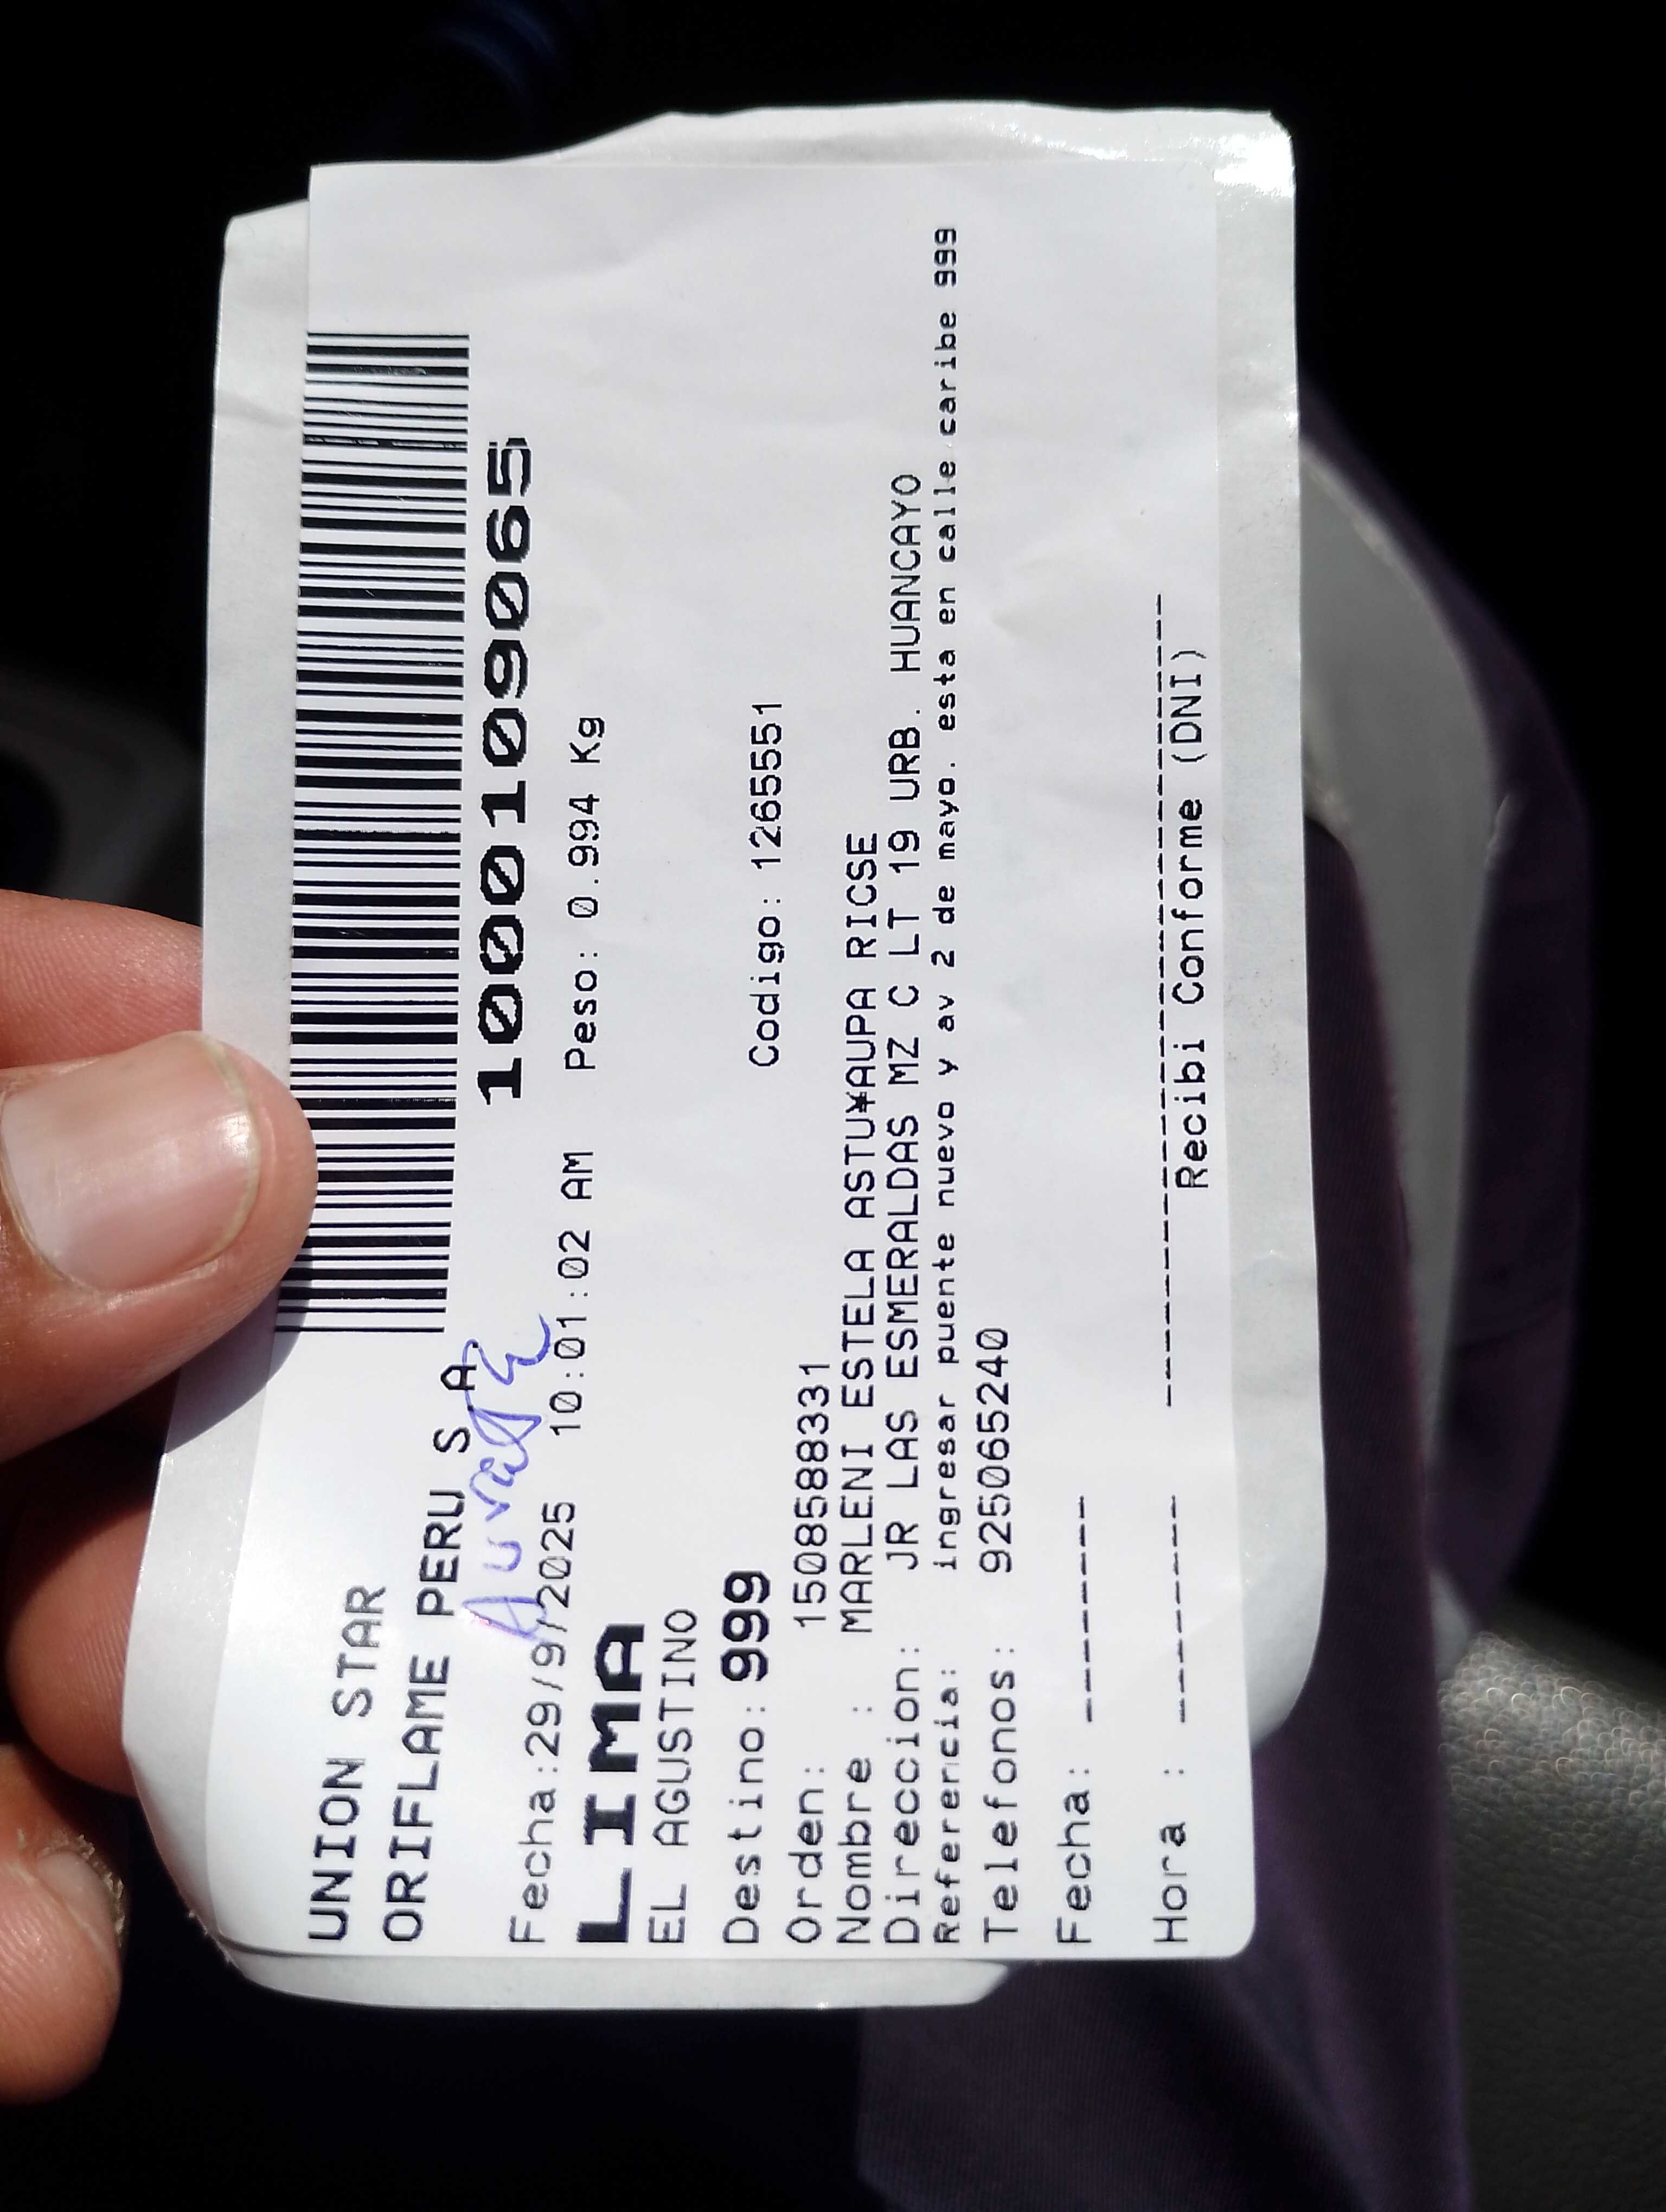 UNION STAR
ORIFLAME PERU S.A.
1000109065
Fecha:29/9/2025 10:01:02 AM Peso: 0.994 Kg
LIMA
EL AGUSTINO
Destino: 999 Codigo: 1265551
Orden: 1508588331
Nombre : MARLENI ESTELA ASTU¥AUPA RICSE
Direccion: JR LAS ESMERALDAS MZ C LT 19 URB. HUANCAYO
Referencia: ingresar puente nuevo y av 2 de mayo. esta en calle caribe 999
Telefonos: 925065240
Fecha: --------
Hora : --------
Recibi Conforme (DNI)